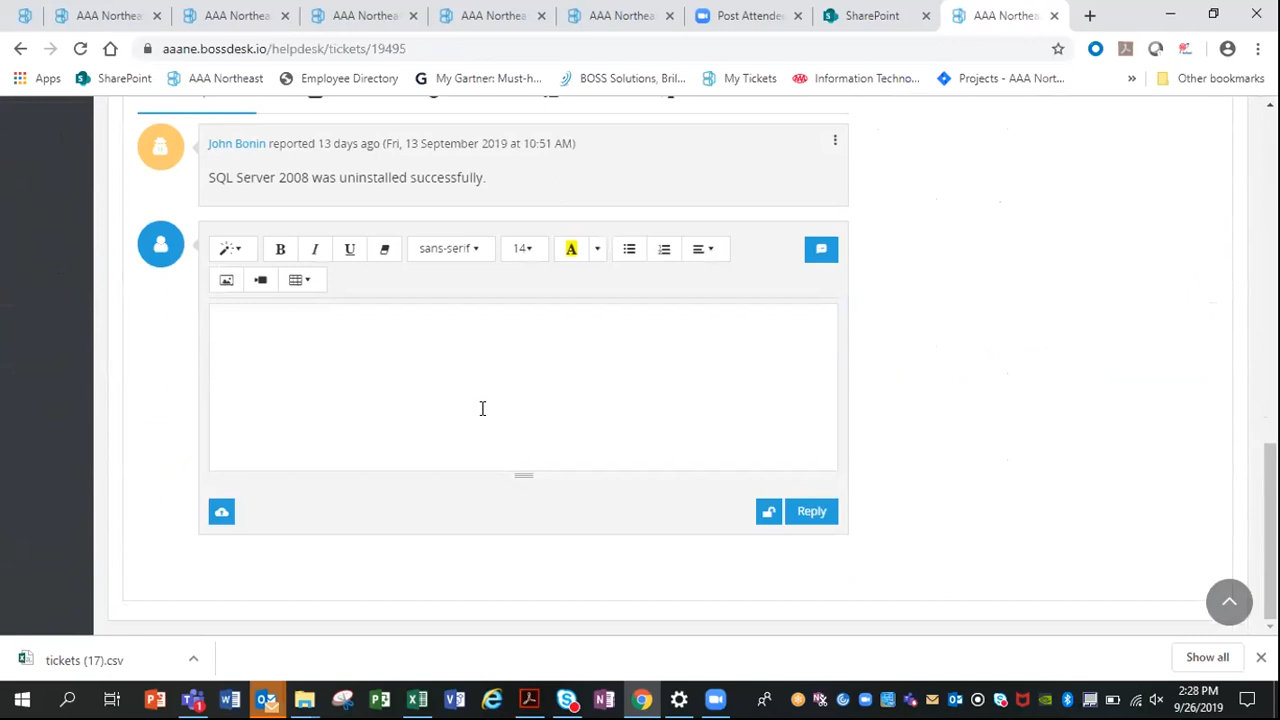 AAA Northea
AAA Northea
AAA Northea
AAA Northea
AAA Northea
Post Attende
SharePoint
AAA Northea
aaane.bossdesk.io/helpdesk/tickets/19495
Apps
SharePoint
AAA Northeast
Employee Directory
My Gartner: Must-h...
BOSS Solutions, Bril...
My Tickets
Information Techno...
Projects - AAA Nort...
»
Other bookmarks
John Bonin reported 13 days ago (Fri, 13 September 2019 at 10:51 AM)
SQL Server 2008 was uninstalled successfully.
B I U sans-serif 14 A
Reply
tickets (17).csv
Show all
2:28 PM
9/26/2019